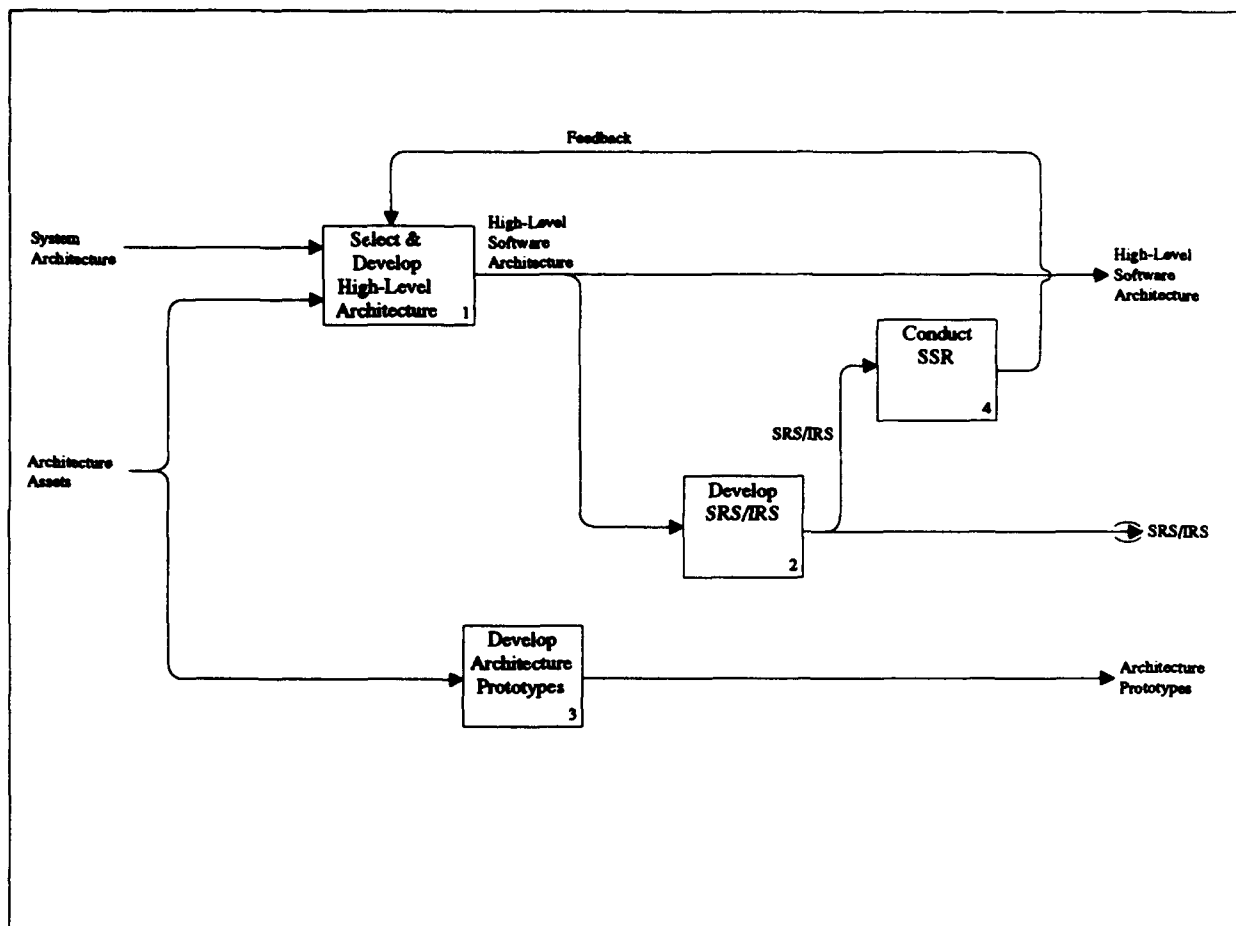 Feedback
System
Architecture
Select &
Develop
High-Level
Architecture
1
High-Level
Software
Architecture
High-Level
Software
Architecture
Conduct
SSR
4
SRS/IRS
Architecture
Assets
Develop
SRS/IRS
2
SRS/IRS
Develop
Architecture
Prototypes
3
Architecture
Prototypes